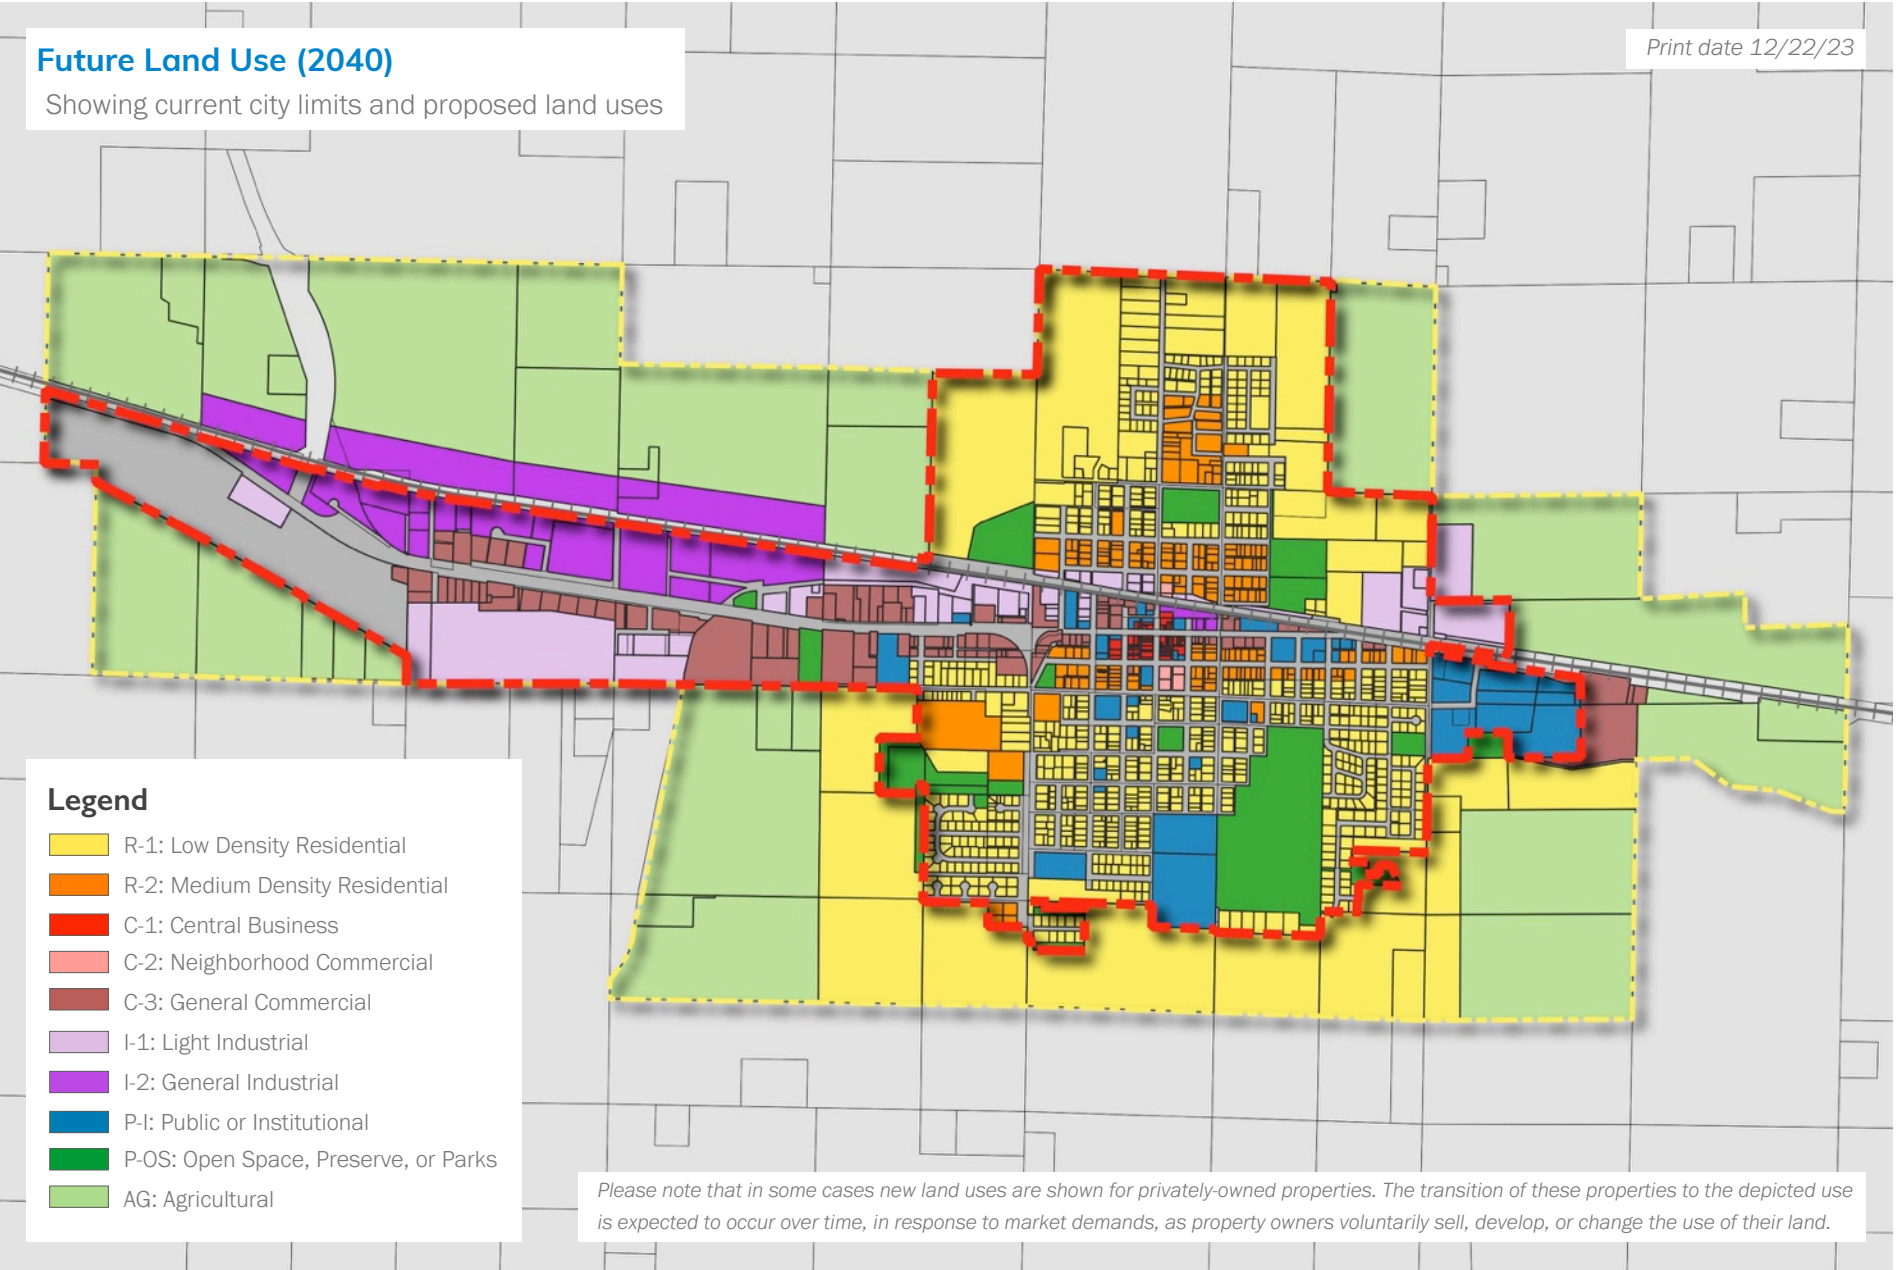 Future Land Use (2040)
Showing current city limits and proposed land uses
Print date 12/22/23
Legend
R-1: Low Density Residential
R-2: Medium Density Residential
C-1: Central Business
C-2: Neighborhood Commercial
C-3: General Commercial
I-1: Light Industrial
I-2: General Industrial
P-I: Public or Institutional
P-OS: Open Space, Preserve, or Parks
AG: Agricultural
Please note that in some cases new land uses are shown for privately-owned properties. The transition of these properties to the depicted use
is expected to occur over time, in response to market demands, as property owners voluntarily sell, develop, or change the use of their land.